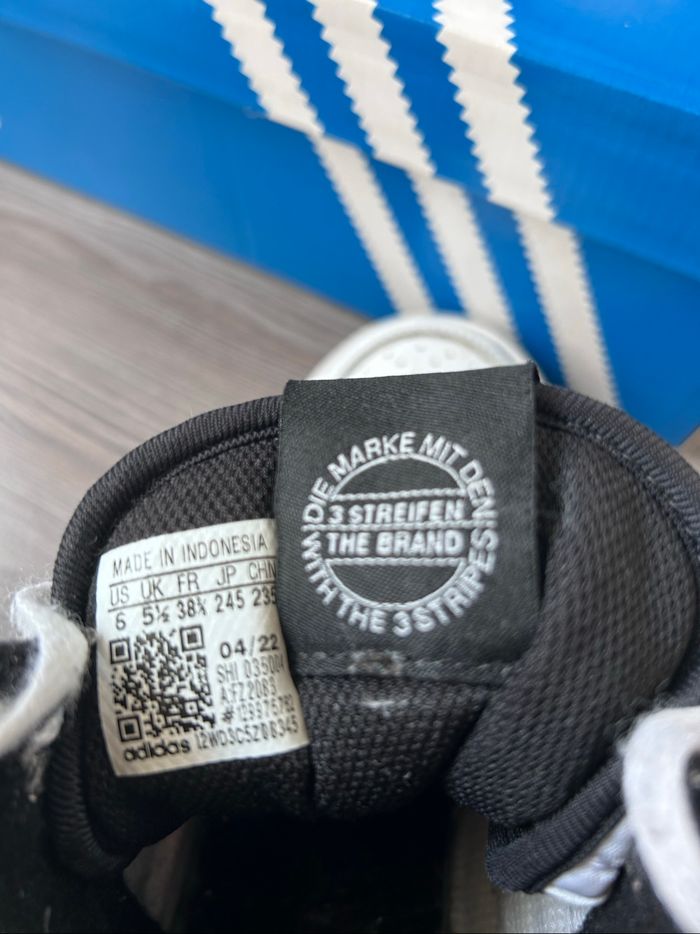 DIE MARKE MIT DEN
3 STREIFEN
THE BRAND
WITH THE 3 STRIPES
MADE IN INDONESIA
US UK FR JP CHN
6 5½ 38⅔ 245 235
04/22
SHI 035004
adidas